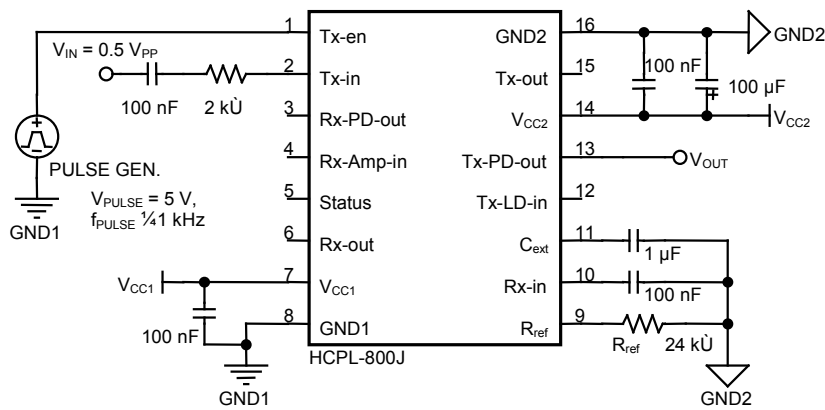 1
Tx-en
GND2
16
GND2
V_IN = 0.5 V_PP
2
Tx-in
Tx-out
15
100 nF
100 µF
100 nF
2 kÙ
3
Rx-PD-out
V_CC2
14
V_CC2
4
Rx-Amp-in
Tx-PD-out
13
V_OUT
PULSE GEN.
V_PULSE = 5 V,
f_PULSE ¼1 kHz
GND1
5
Status
Tx-LD-in
12
6
Rx-out
C_ext
11
1 µF
V_CC1
7
V_CC1
Rx-in
10
100 nF
100 nF
8
GND1
R_ref
9
R_ref
24 kÙ
HCPL-800J
GND1
GND2